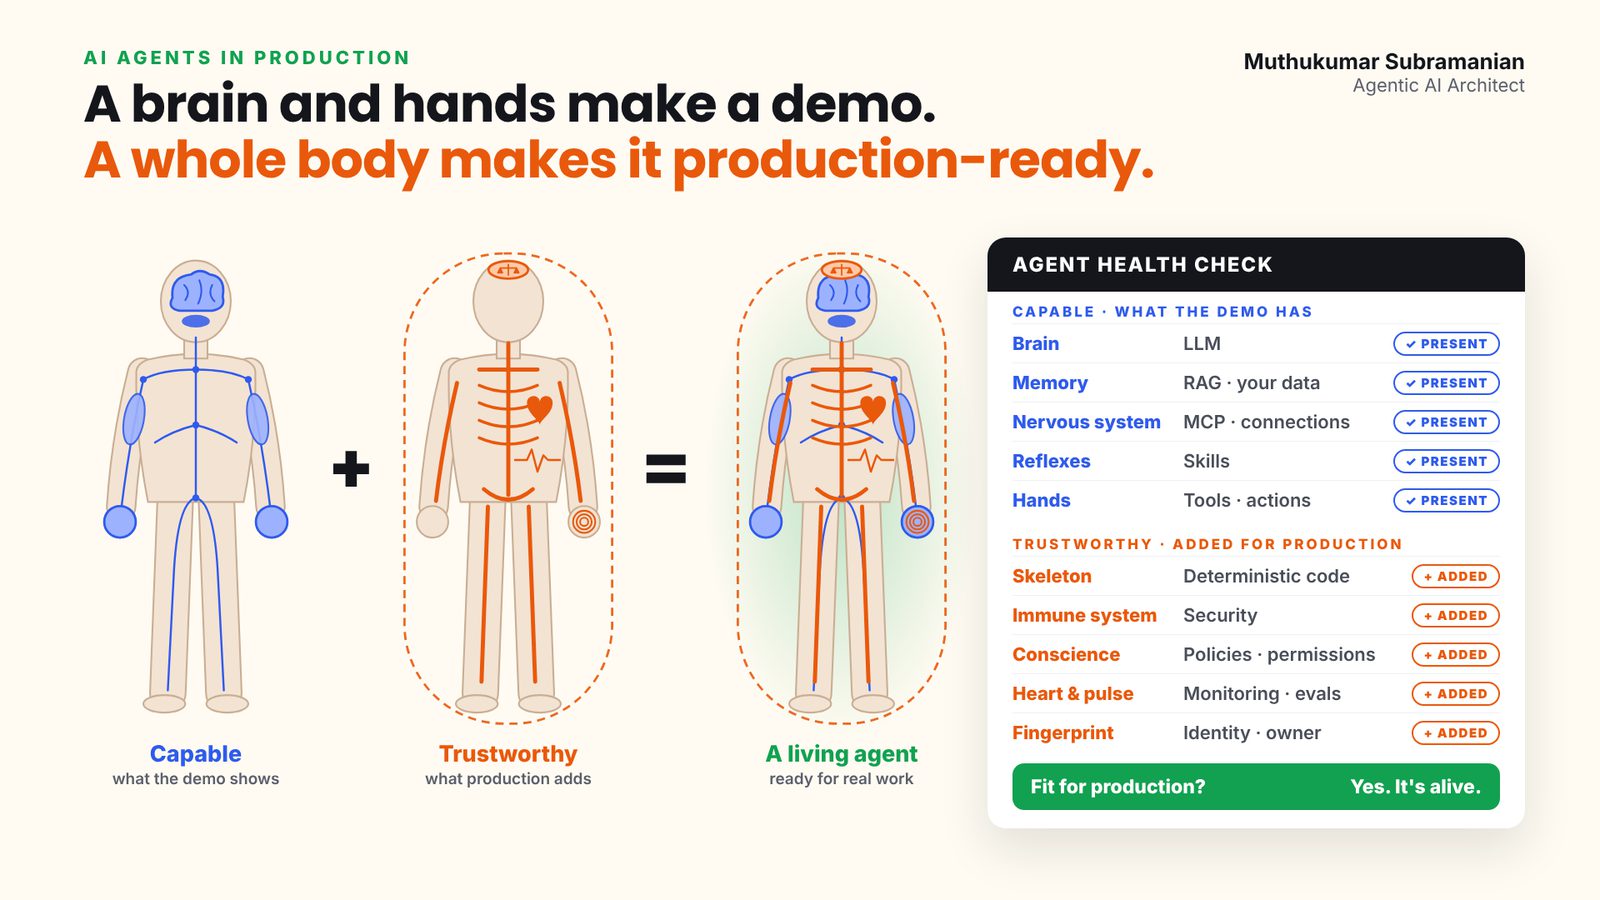 AI AGENTS IN PRODUCTION
A brain and hands make a demo.
A whole body makes it production-ready.
Muthukumar Subramanian
Agentic AI Architect
+
=
Capable
what the demo shows
Trustworthy
what production adds
A living agent
ready for real work
AGENT HEALTH CHECK
CAPABLE · WHAT THE DEMO HAS
Brain LLM ✓ PRESENT
Memory RAG · your data ✓ PRESENT
Nervous system MCP · connections ✓ PRESENT
Reflexes Skills ✓ PRESENT
Hands Tools · actions ✓ PRESENT
TRUSTWORTHY · ADDED FOR PRODUCTION
Skeleton Deterministic code + ADDED
Immune system Security + ADDED
Conscience Policies · permissions + ADDED
Heart & pulse Monitoring · evals + ADDED
Fingerprint Identity · owner + ADDED
Fit for production? Yes. It's alive.